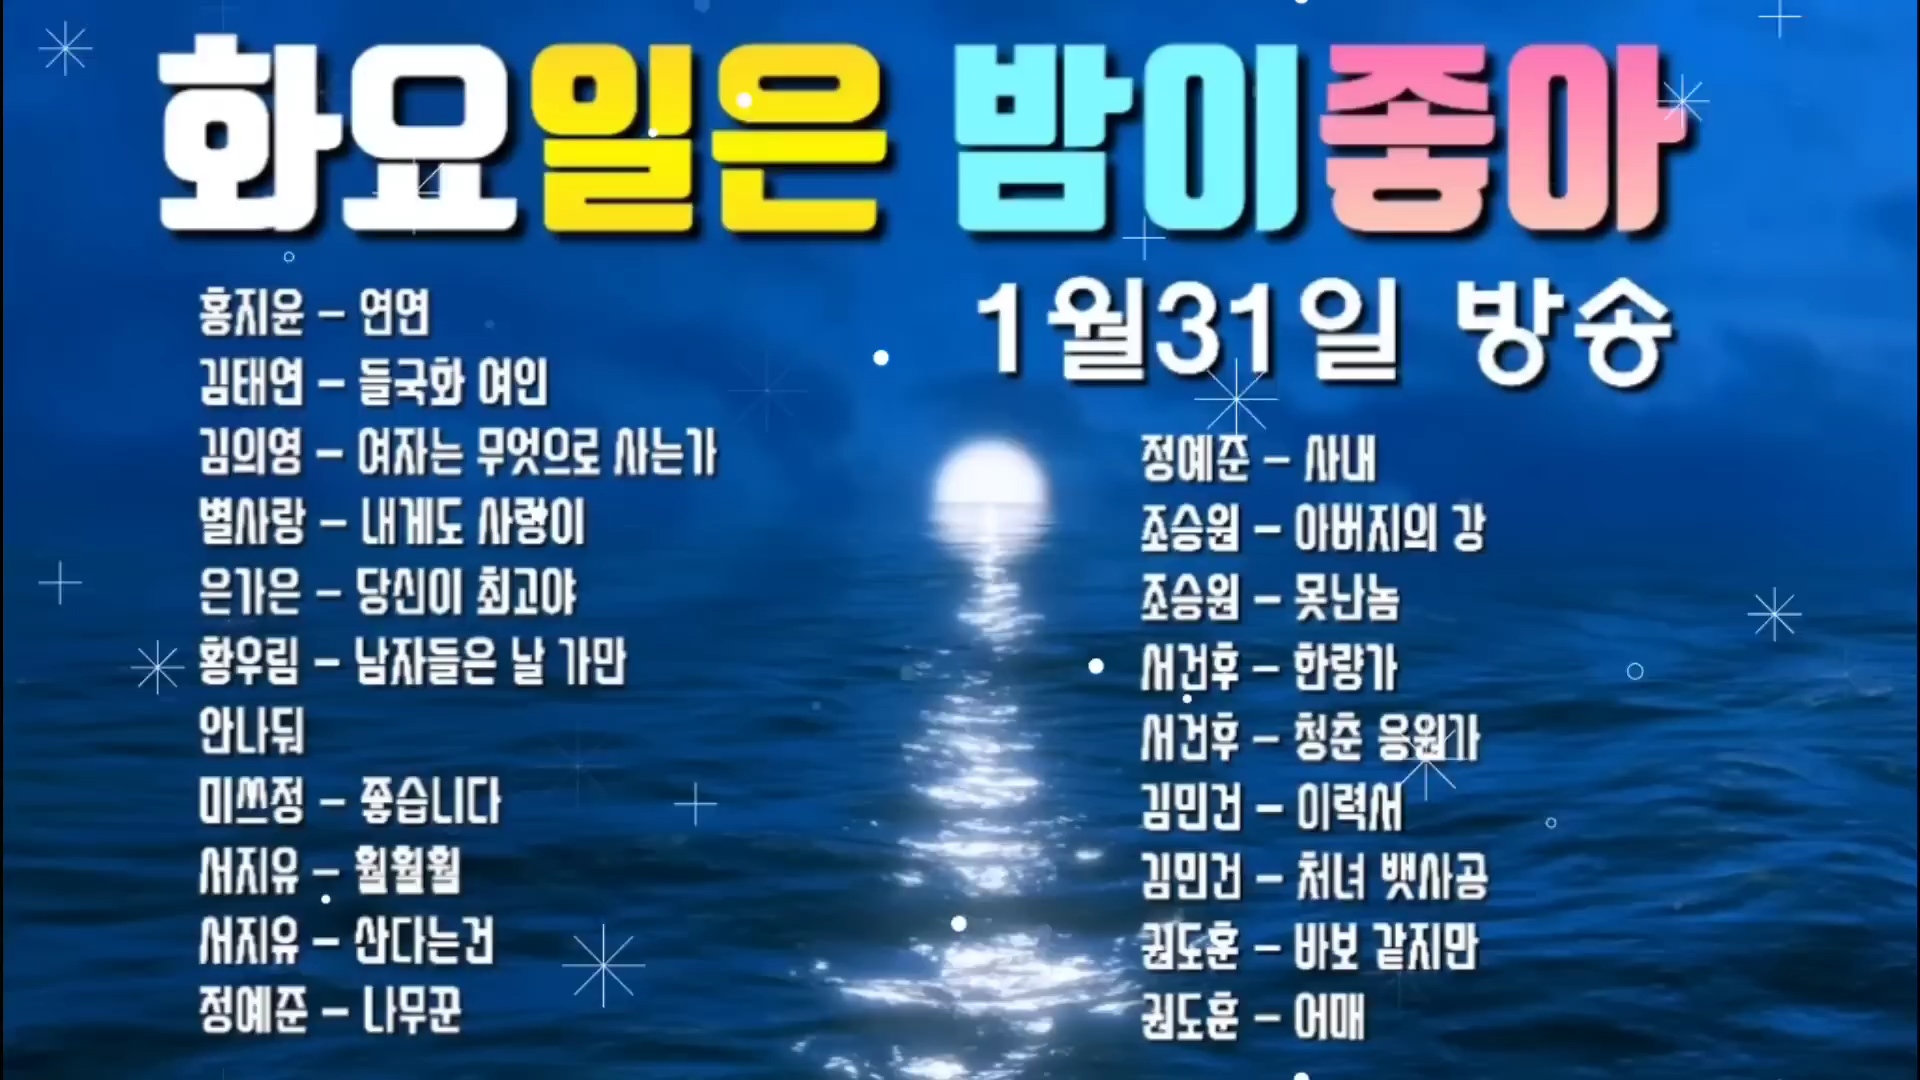 화요일은 밤이좋아
1월31일 방송
홍지윤 - 연연
김태연 - 들국화 여인
김의영 - 여자는 무엇으로 사는가
별사랑 - 내게도 사랑이
은가은 - 당신이 최고야
황우림 - 남자들은 날 가만
안나둬
미쓰정 - 좋습니다
서지유 - 훨훨훨
서지유 - 산다는건
정예준 - 나무꾼
정예준 - 사내
조승원 - 아버지의 강
조승원 - 못난놈
서건후 - 한량가
서건후 - 청춘 응원가
김민건 - 이력서
김민건 - 처녀 뱃사공
권도훈 - 바보 같지만
권도훈 - 어매